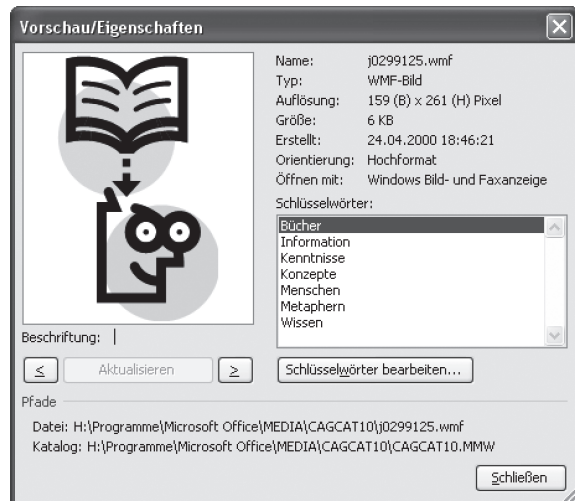 Vorschau/Eigenschaften
Name: j0299125.wmf
Typ: WMF-Bild
Auflösung: 159 (B) x 261 (H) Pixel
Größe: 6 KB
Erstellt: 24.04.2000 18:46:21
Orientierung: Hochformat
Öffnen mit: Windows Bild- und Faxanzeige
Schlüsselwörter:
Bücher
Information
Kenntnisse
Konzepte
Menschen
Metaphern
Wissen
Beschriftung:
< Aktualisieren > Schlüsselwörter bearbeiten...
Pfade
Datei: H:\Programme\Microsoft Office\MEDIA\CAGCAT10\j0299125.wmf
Katalog: H:\Programme\Microsoft Office\MEDIA\CAGCAT10\CAGCAT10.MMW
Schließen